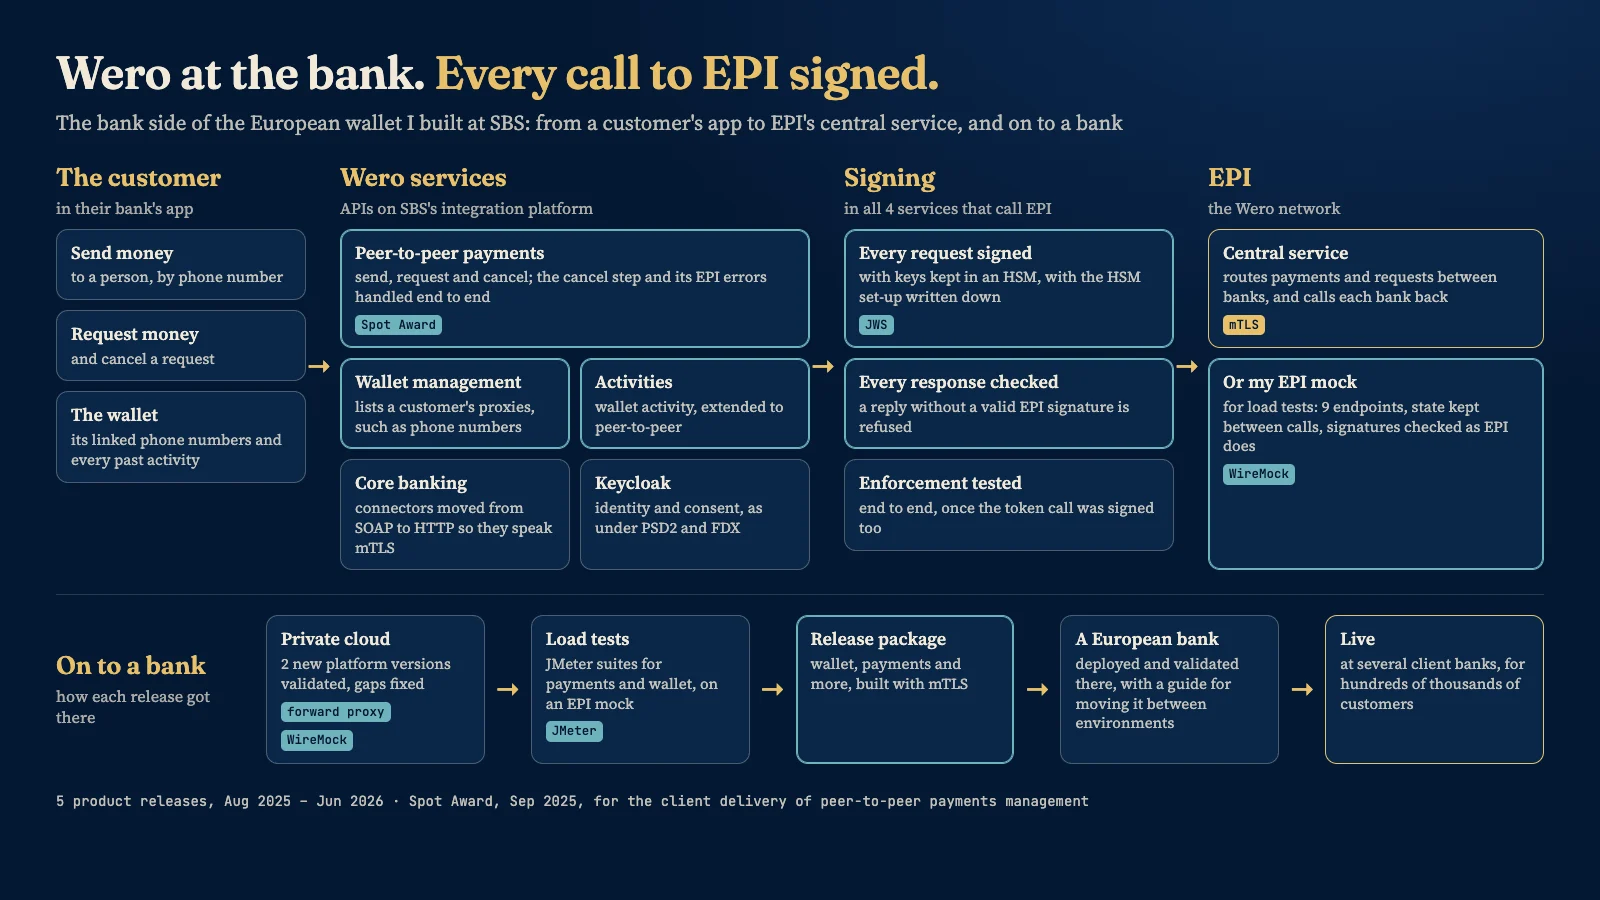 Wero at the bank. Every call to EPI signed.
The bank side of the European wallet I built at SBS: from a customer's app to EPI's central service, and on to a bank
The customer
in their bank's app
Send money
to a person, by phone number
Request money
and cancel a request
The wallet
its linked phone numbers and
every past activity
→
Wero services
APIs on SBS's integration platform
Peer-to-peer payments
send, request and cancel; the cancel step and its EPI errors
handled end to end
Spot Award
Wallet management
lists a customer's proxies,
such as phone numbers
Activities
wallet activity, extended to
peer-to-peer
Core banking
connectors moved from
SOAP to HTTP so they speak
mTLS
Keycloak
identity and consent, as
under PSD2 and FDX
→
Signing
in all 4 services that call EPI
Every request signed
with keys kept in an HSM, with the HSM
set-up written down
JWS
Every response checked
a reply without a valid EPI signature is
refused
Enforcement tested
end to end, once the token call was signed
too
→
EPI
the Wero network
Central service
routes payments and requests between
banks, and calls each bank back
mTLS
Or my EPI mock
for load tests: 9 endpoints, state kept
between calls, signatures checked as EPI
does
WireMock
On to a bank
how each release got
there
Private cloud
2 new platform versions
validated, gaps fixed
forward proxy
WireMock
→
Load tests
JMeter suites for
payments and wallet, on
an EPI mock
JMeter
→
Release package
wallet, payments and
more, built with mTLS
→
A European bank
deployed and validated
there, with a guide for
moving it between
environments
→
Live
at several client banks, for
hundreds of thousands of
customers
5 product releases, Aug 2025 – Jun 2026 · Spot Award, Sep 2025, for the client delivery of peer-to-peer payments management